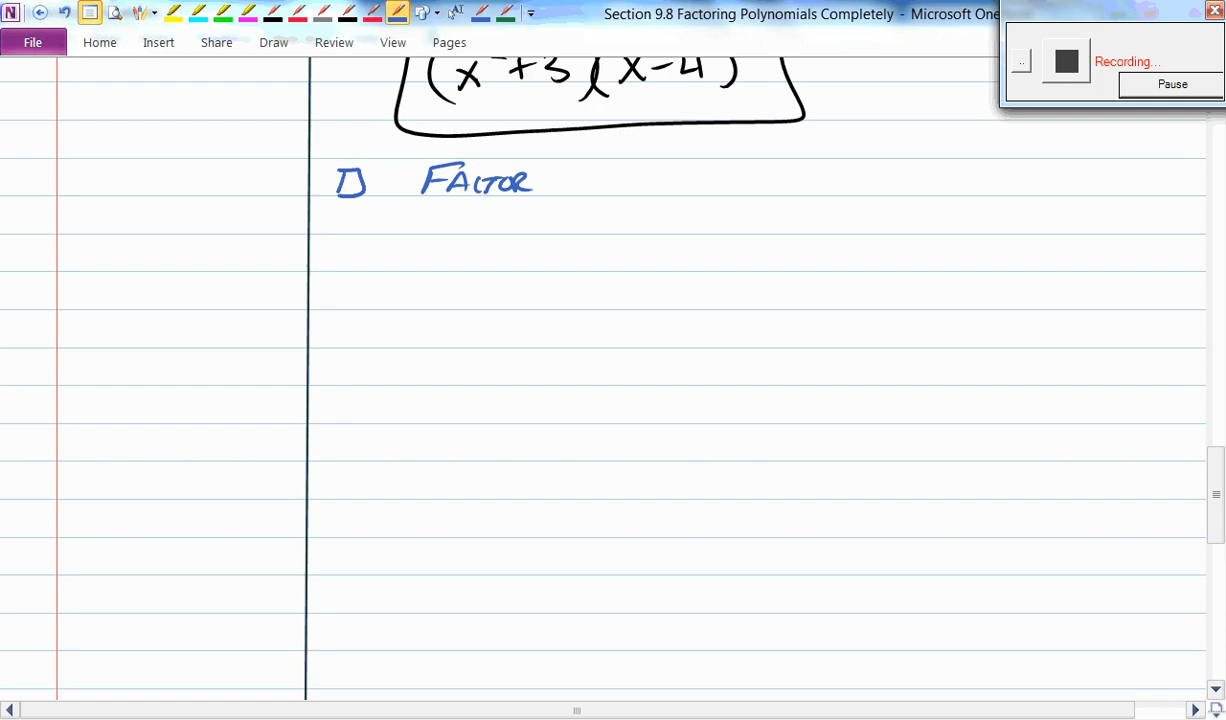 Section 9.8 Factoring Polynomials Completely - Microsoft One
File Home Insert Share Draw Review View Pages
Recording...
Pause
(x +3)(x-4)
FACTOR